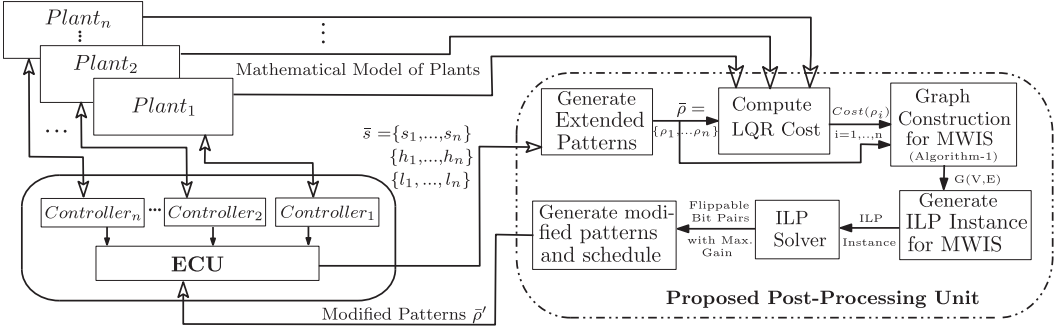 Plant_n
⋮
Plant_2
Plant_1
⋮
Mathematical Model of Plants
...
s̄ = {s_1,...,s_n}
{h_1,...,h_n}
{l_1, ..., l_n}
Controller_n
...
Controller_2
Controller_1
ECU
Modified Patterns ρ̄′
Generate
Extended
Patterns
ρ̄ =
{ρ_1,...ρ_n}
Compute
LQR Cost
Cost(ρ_i)
i=1,..,n
Graph
Construction
for MWIS
(Algorithm-1)
G(V,E)
Generate
ILP Instance
for MWIS
ILP
Instance
ILP
Solver
Flippable
Bit Pairs
with Max.
Gain
Generate modi-
fied patterns
and schedule
Proposed Post-Processing Unit